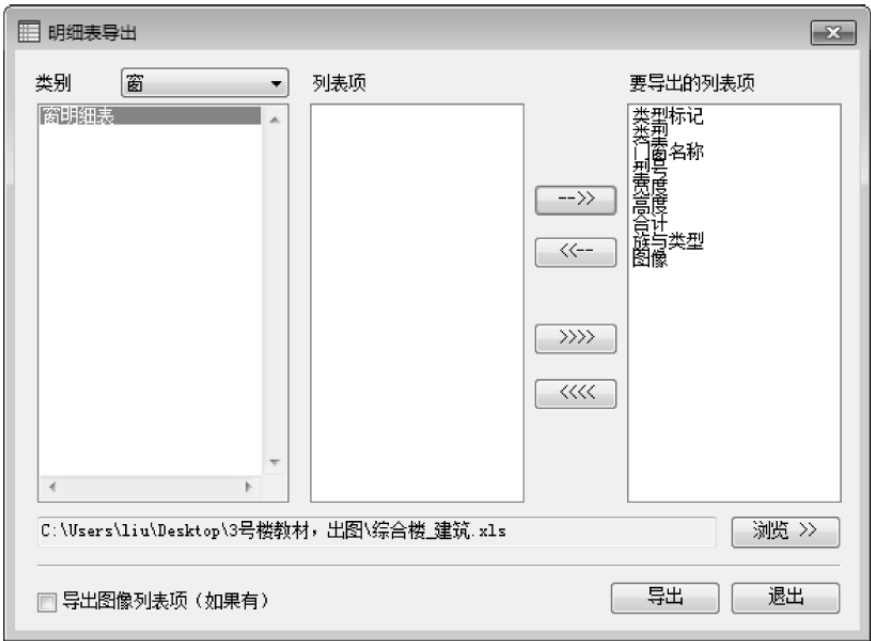 明细表导出
类别 窗 列表项 要导出的列表项
窗明细表
类型标记
类型
门窗名称
型号
宽度
高度
合计
族与类型
图像
-->>
<<--
>>>>
<<<<
C:\Users\liu\Desktop\3号楼教材，出图\综合楼_建筑.xls 浏览 >>
导出图像列表项（如果有） 导出 退出